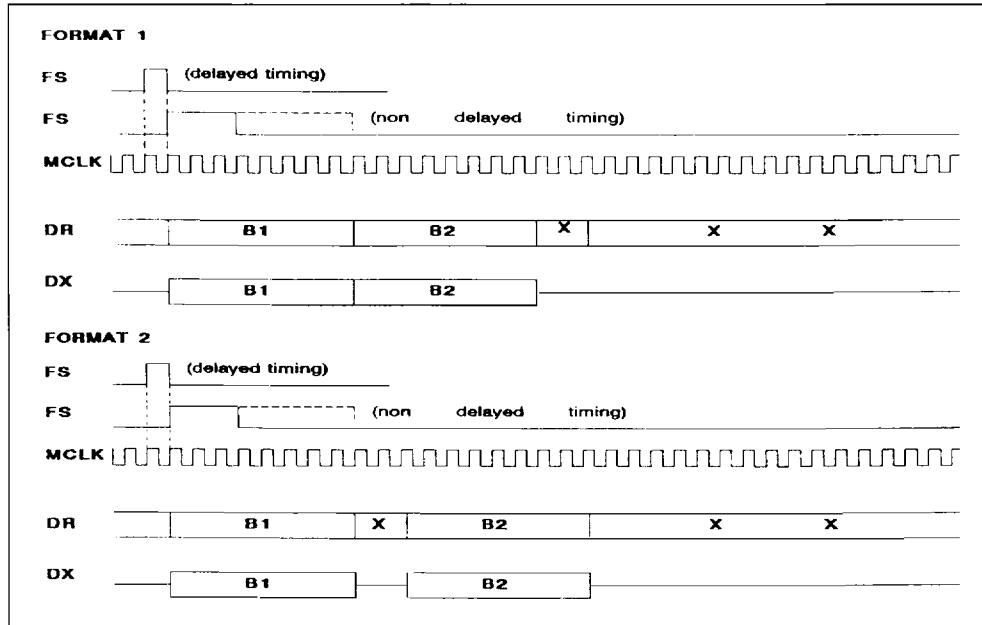 FORMAT 1
FS (delayed timing)
FS (non delayed timing)
MCLK
DR B1 B2 X X X
DX B1 B2
FORMAT 2
FS (delayed timing)
FS (non delayed timing)
MCLK
DR B1 X B2 X X
DX B1 B2